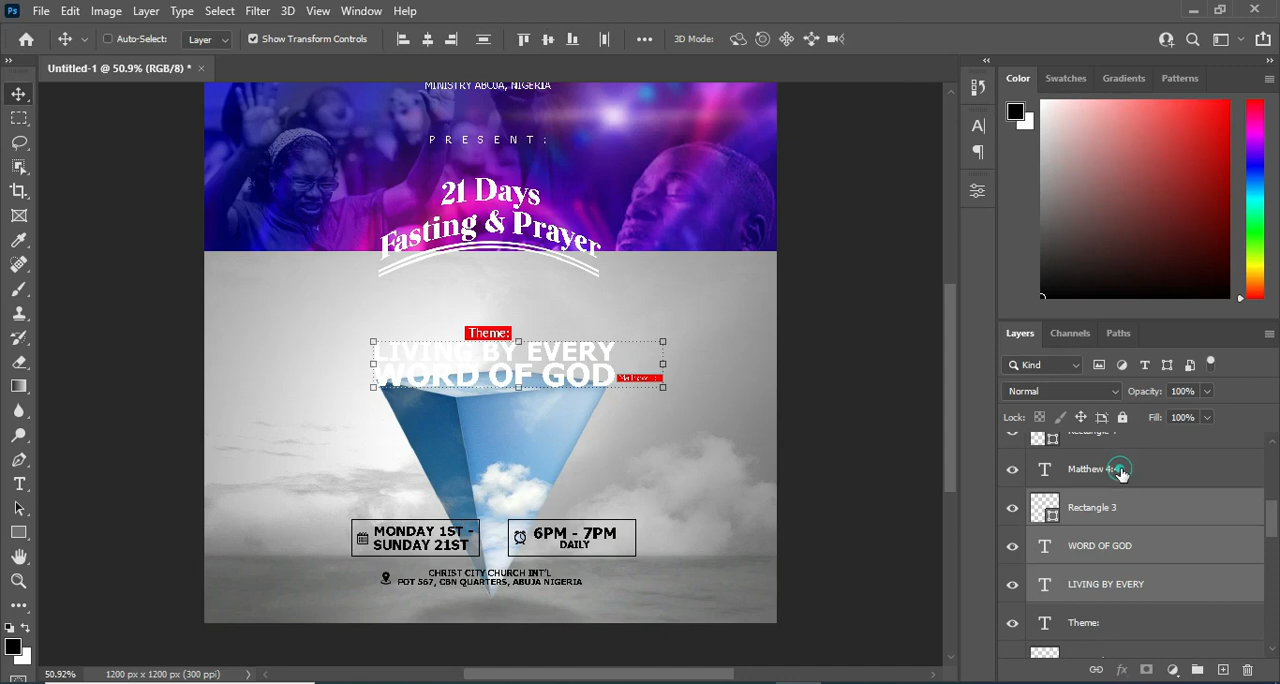 Ps File Edit Image Layer Type Select Filter 3D View Window Help
Auto-Select: Layer Show Transform Controls 3D Mode:
Untitled-1 @ 50.9% (RGB/8) *
MINISTRY ABUJA, NIGERIA
PRESENT:
21 Days
Fasting & Prayer
Theme:
LIVING BY EVERY
WORD OF GOD
MONDAY 1ST -
SUNDAY 21ST
6PM - 7PM
DAILY
CHRIST CITY CHURCH INT'L
POT 567, CBN QUARTERS, ABUJA NIGERIA
50.92% 1200 px x 1200 px (300 ppi)
Color Swatches Gradients Patterns
Layers Channels Paths
Kind
Normal Opacity: 100%
Lock: Fill: 100%
Matthew
Rectangle 3
WORD OF GOD
LIVING BY EVERY
Theme: